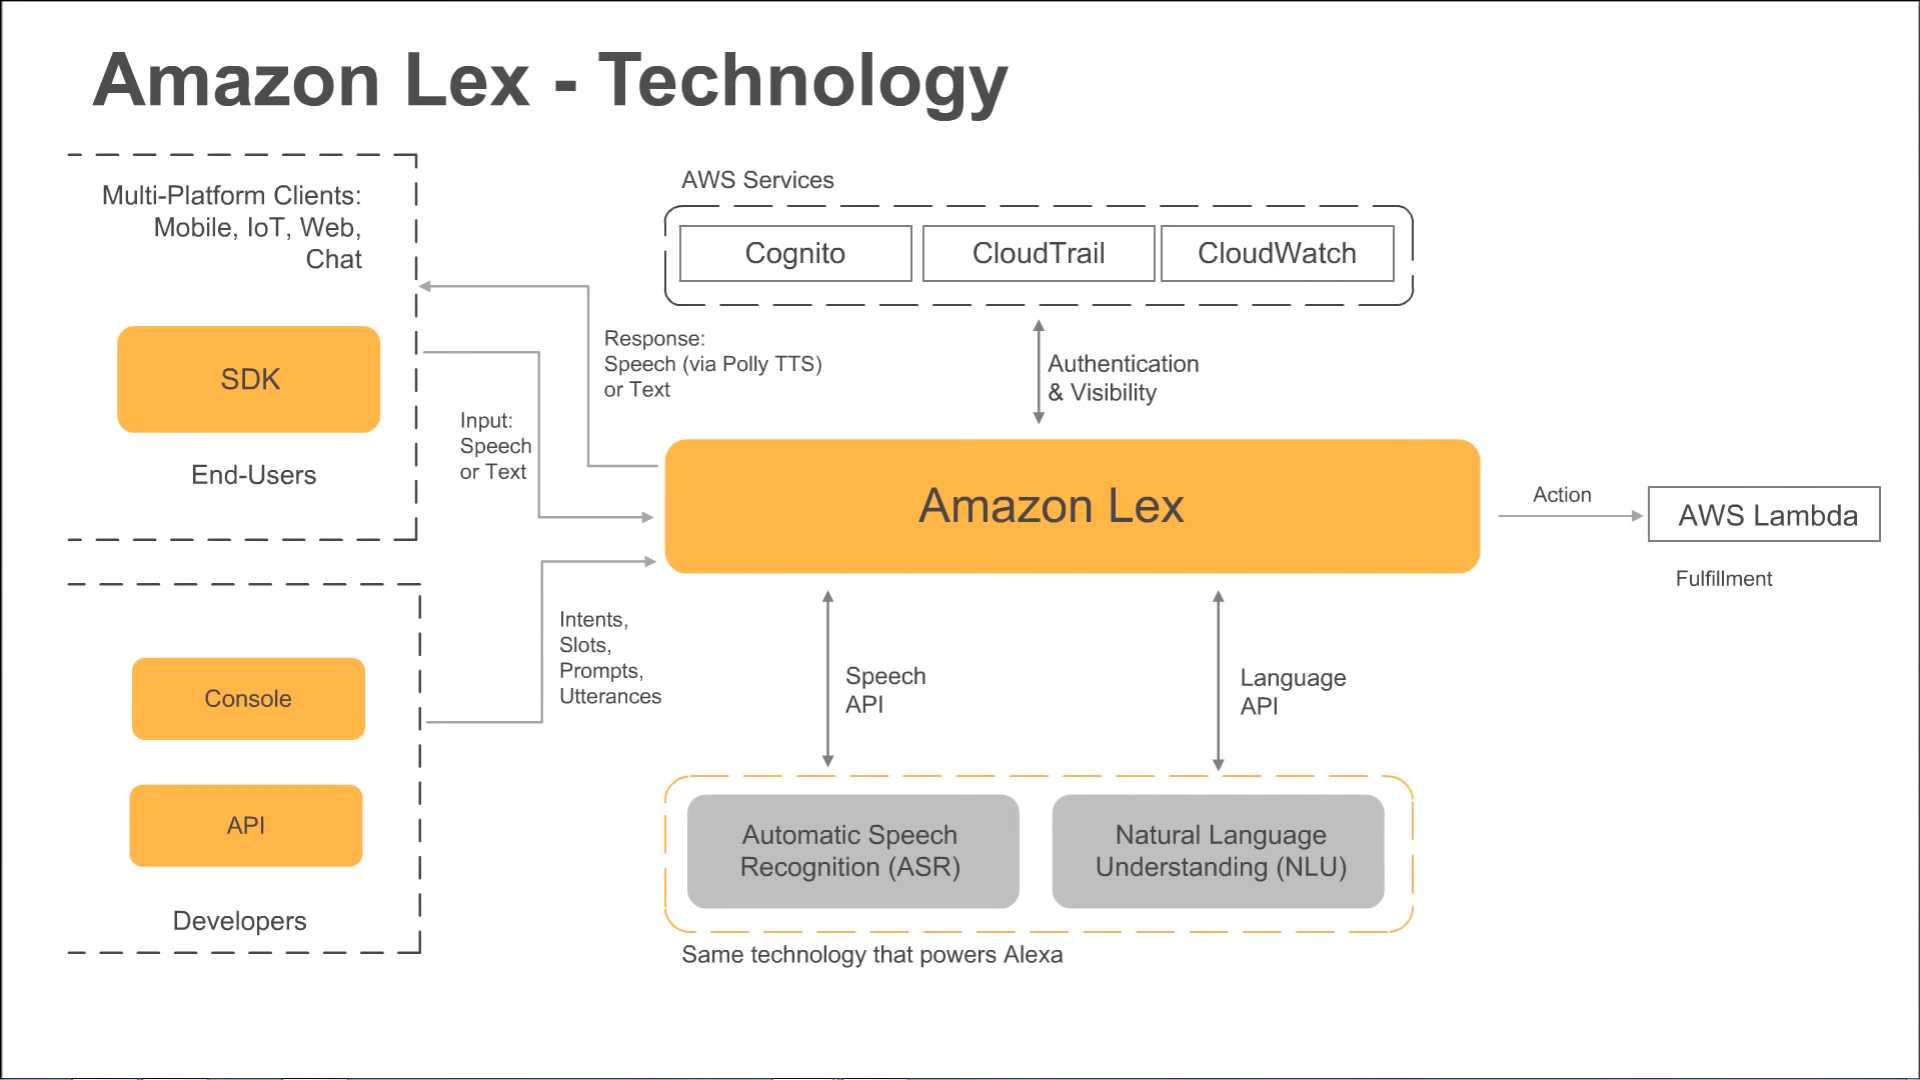 Amazon Lex - Technology
Multi-Platform Clients:
Mobile, IoT, Web,
Chat
SDK
End-Users
Input:
Speech
or Text
Response:
Speech (via Polly TTS)
or Text
AWS Services
Cognito
CloudTrail
CloudWatch
Authentication
& Visibility
Amazon Lex
Action
AWS Lambda
Fulfillment
Console
API
Developers
Intents,
Slots,
Prompts,
Utterances
Speech
API
Language
API
Automatic Speech
Recognition (ASR)
Natural Language
Understanding (NLU)
Same technology that powers Alexa